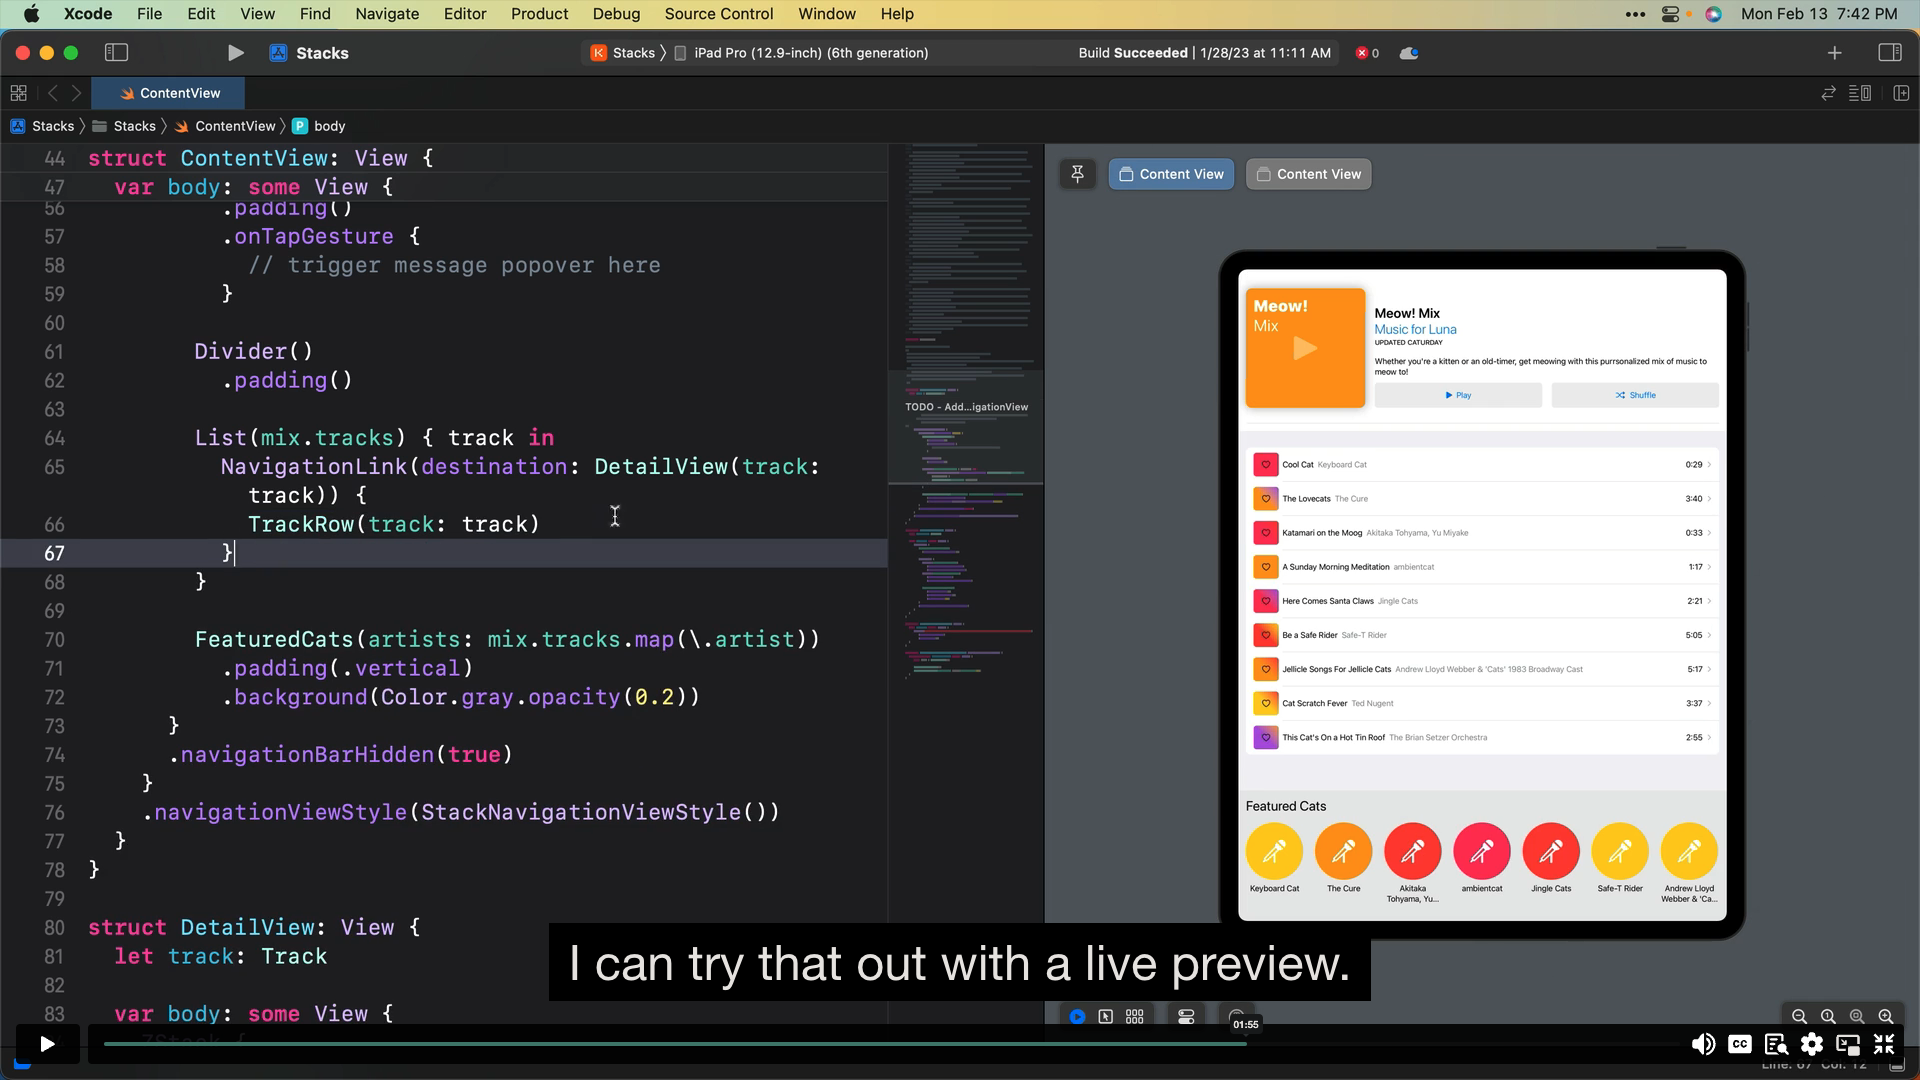 Xcode File Edit View Find Navigate Editor Product Debug Source Control Window Help Mon Feb 13 7:42 PM
Stacks Stacks iPad Pro (12.9-inch) (6th generation) Build Succeeded | 1/28/23 at 11:11 AM 0
ContentView
Stacks Stacks ContentView P body
44 struct ContentView: View {
47 var body: some View {
56 .padding()
57 .onTapGesture {
58 // trigger message popover here
59 }
60
61 Divider()
62 .padding()
63
64 List(mix.tracks) { track in
65 NavigationLink(destination: DetailView(track:
track)) {
66 TrackRow(track: track)
67 }
68 }
69
70 FeaturedCats(artists: mix.tracks.map(\.artist))
71 .padding(.vertical)
72 .background(Color.gray.opacity(0.2))
73 }
74 .navigationBarHidden(true)
75 }
76 .navigationViewStyle(StackNavigationViewStyle())
77 }
78 }
79
80 struct DetailView: View {
81 let track: Track
82
83 var body: some View {
ZStack {
TODO - Add...igationView
Content View Content View
Meow!
Mix
Meow! Mix
Music for Luna
UPDATED CATURDAY
Whether you're a kitten or an old-timer, get meowing with this purrsonalized mix of music to
meow to!
Play Shuffle
Cool Cat Keyboard Cat 0:29
The Lovecats The Cure 3:40
Katamari on the Moog Akitaka Tohyama, Yu Miyake 0:33
A Sunday Morning Meditation ambientcat 1:17
Here Comes Santa Claws Jingle Cats 2:21
Be a Safe Rider Safe-T Rider 5:05
Jellicle Songs For Jellicle Cats Andrew Lloyd Webber & 'Cats' 1983 Broadway Cast 5:17
Cat Scratch Fever Ted Nugent 3:37
This Cat's On a Hot Tin Roof The Brian Setzer Orchestra 2:55
Featured Cats
Keyboard Cat
The Cure
Akitaka
Tohyama, Yu...
ambientcat
Jingle Cats
Safe-T Rider
Andrew Lloyd
Webber & 'Ca...
I can try that out with a live preview.
01:55
CC
Line: 67 Col: 12